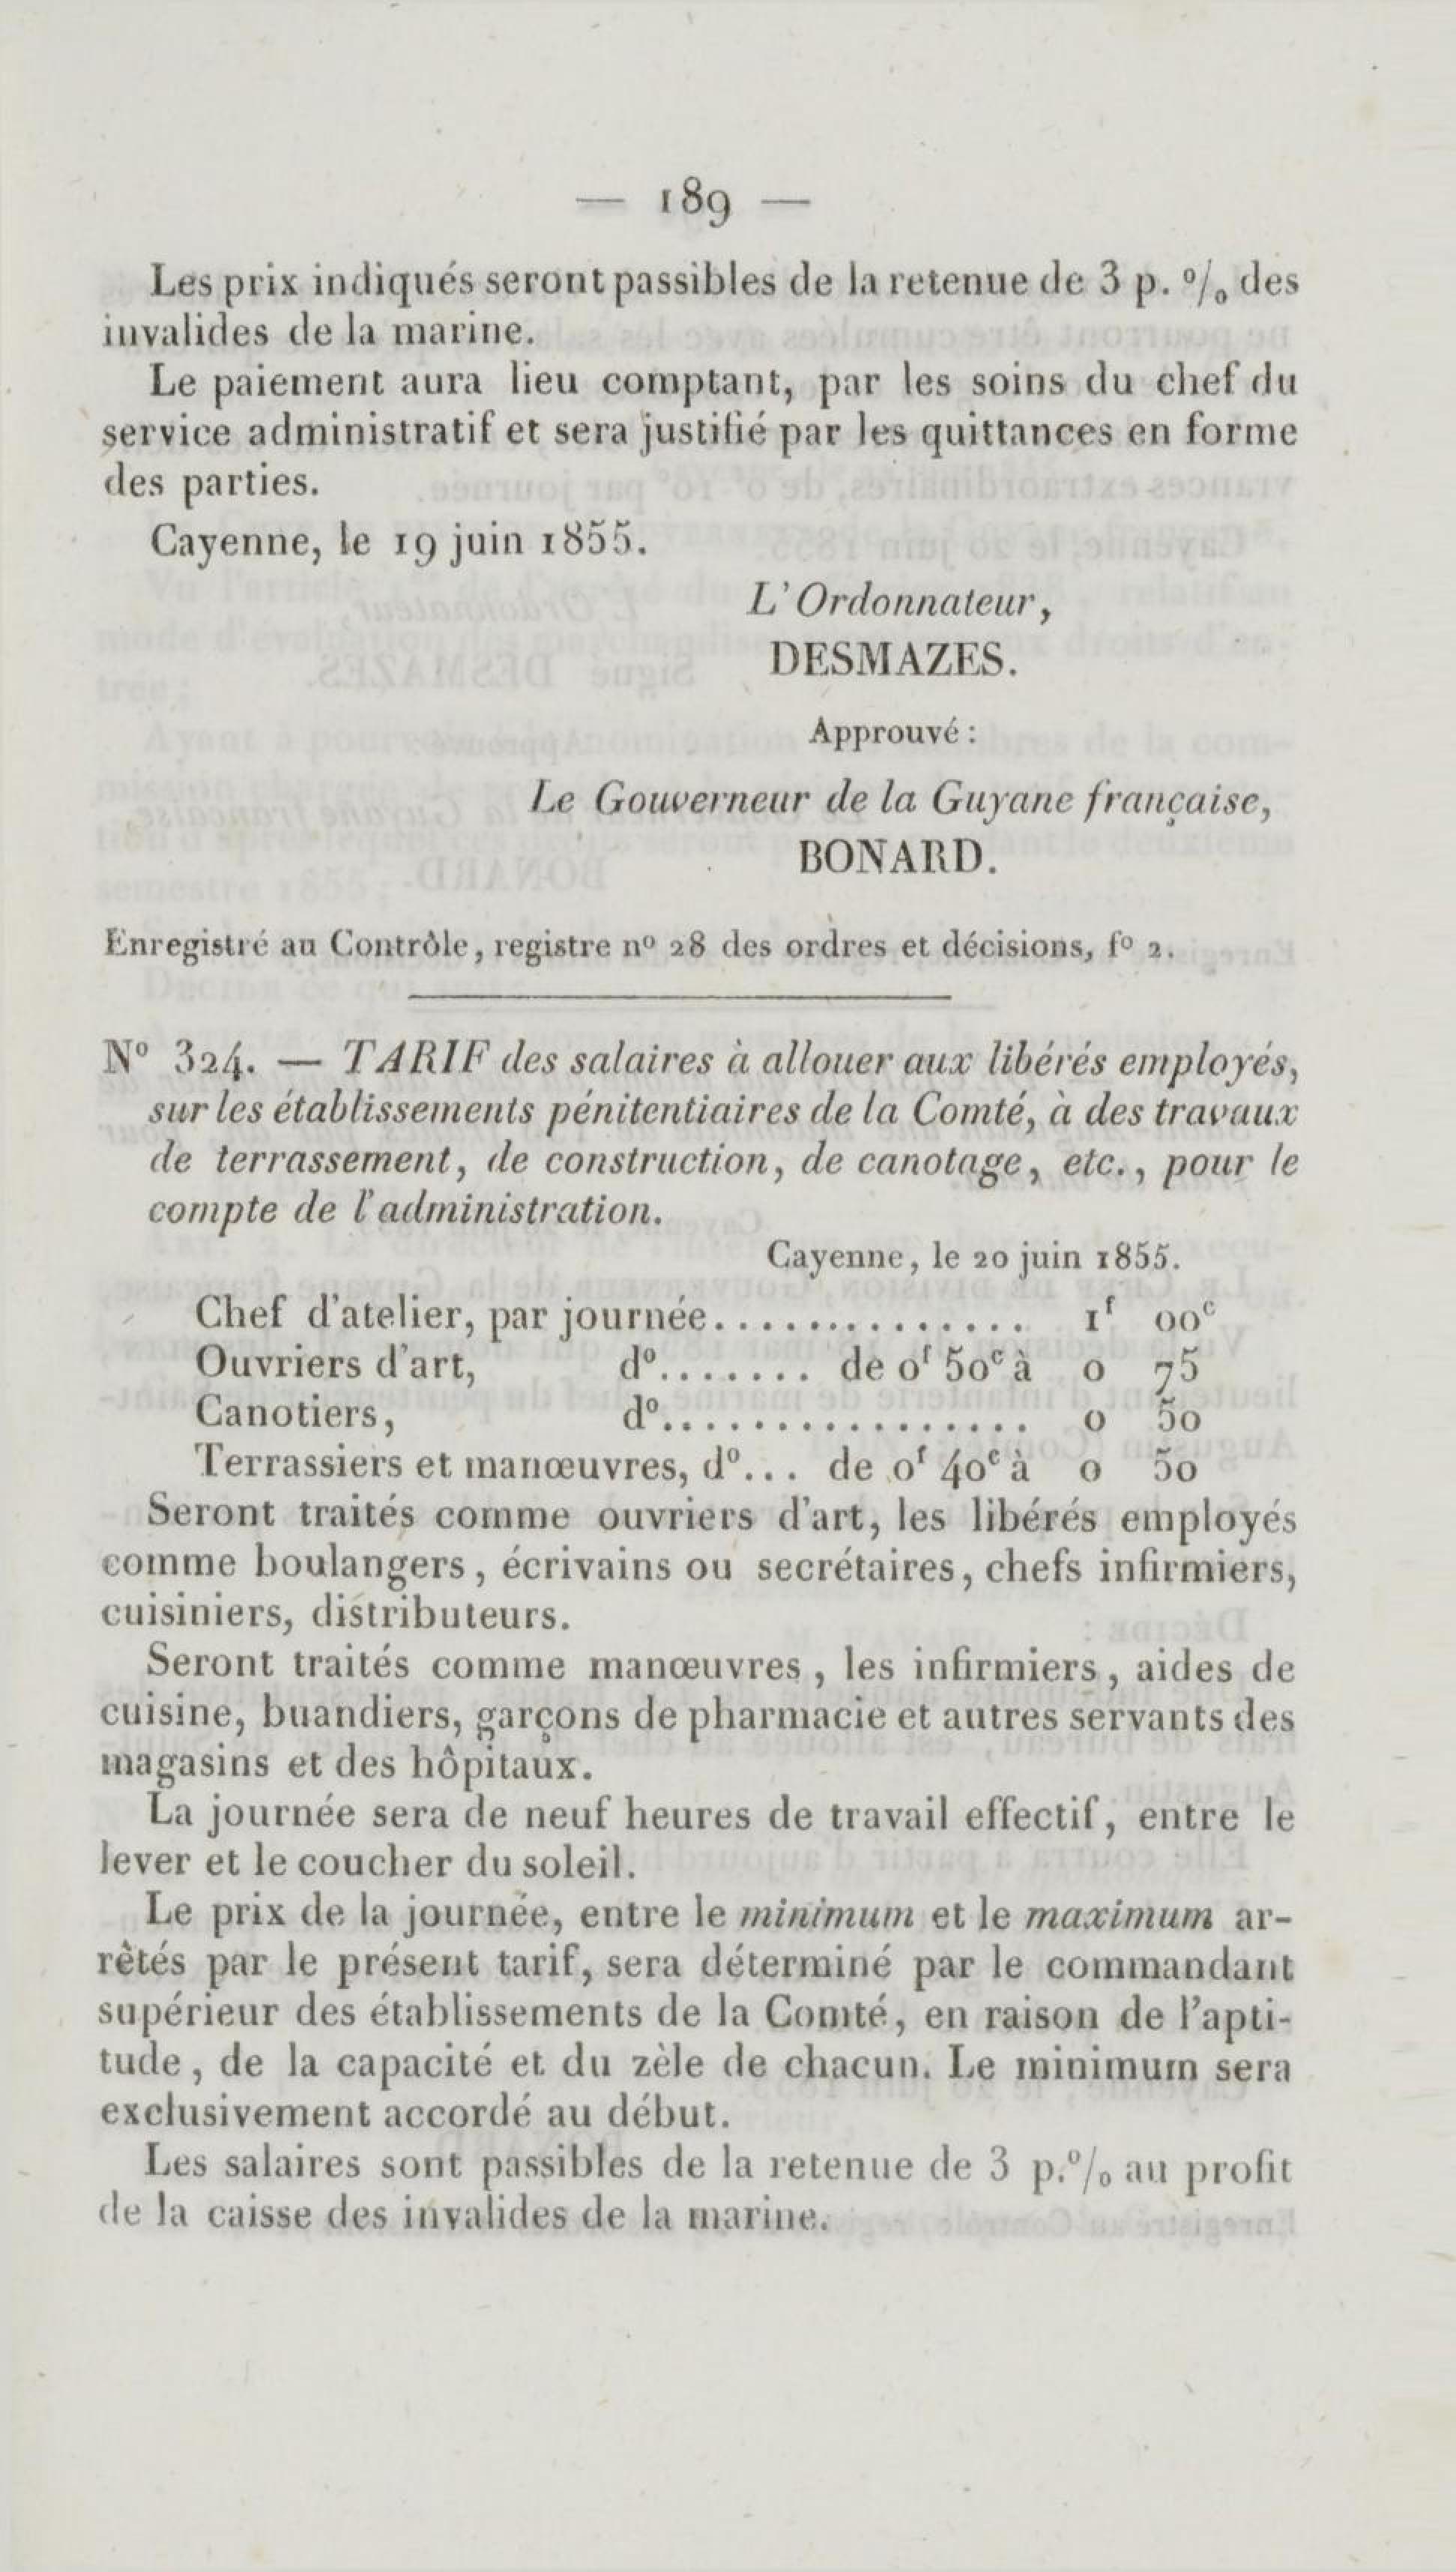 — 189 —
Les prix indiqués seront passibles de la retenue de 3 p. % des
invalides de la marine.
Le paiement aura lieu comptant, par les soins du chef du
service administratif et sera justifié par les quittances en forme
des parties.
Cayenne, le 19 juin 1855.
L'Ordonnateur,
DESMAZES.
Approuvé :
Le Gouverneur de la Guyane française,
BONARD.
Enregistré au Contrôle, registre nº 28 des ordres et décisions, fº 2.
Nº 324. — TARIF des salaires à allouer aux libérés employés,
sur les établissements pénitentiaires de la Comté, à des travaux
de terrassement, de construction, de canotage, etc., pour le
compte de l'administration.
Cayenne, le 20 juin 1855.
Chef d'atelier, par journée.............. 1ᶠ 00ᶜ
Ouvriers d'art, dº....... de 0ᶠ 50ᶜ à 0 75
Canotiers, dº................ 0 50
Terrassiers et manœuvres, dº... de 0ᶠ 40ᶜ à 0 50
Seront traités comme ouvriers d'art, les libérés employés
comme boulangers, écrivains ou secrétaires, chefs infirmiers,
cuisiniers, distributeurs.
Seront traités comme manœuvres, les infirmiers, aides de
cuisine, buandiers, garçons de pharmacie et autres servants des
magasins et des hôpitaux.
La journée sera de neuf heures de travail effectif, entre le
lever et le coucher du soleil.
Le prix de la journée, entre le minimum et le maximum ar-
rêtés par le présent tarif, sera déterminé par le commandant
supérieur des établissements de la Comté, en raison de l'apti-
tude, de la capacité et du zèle de chacun. Le minimum sera
exclusivement accordé au début.
Les salaires sont passibles de la retenue de 3 p.% au profit
de la caisse des invalides de la marine.